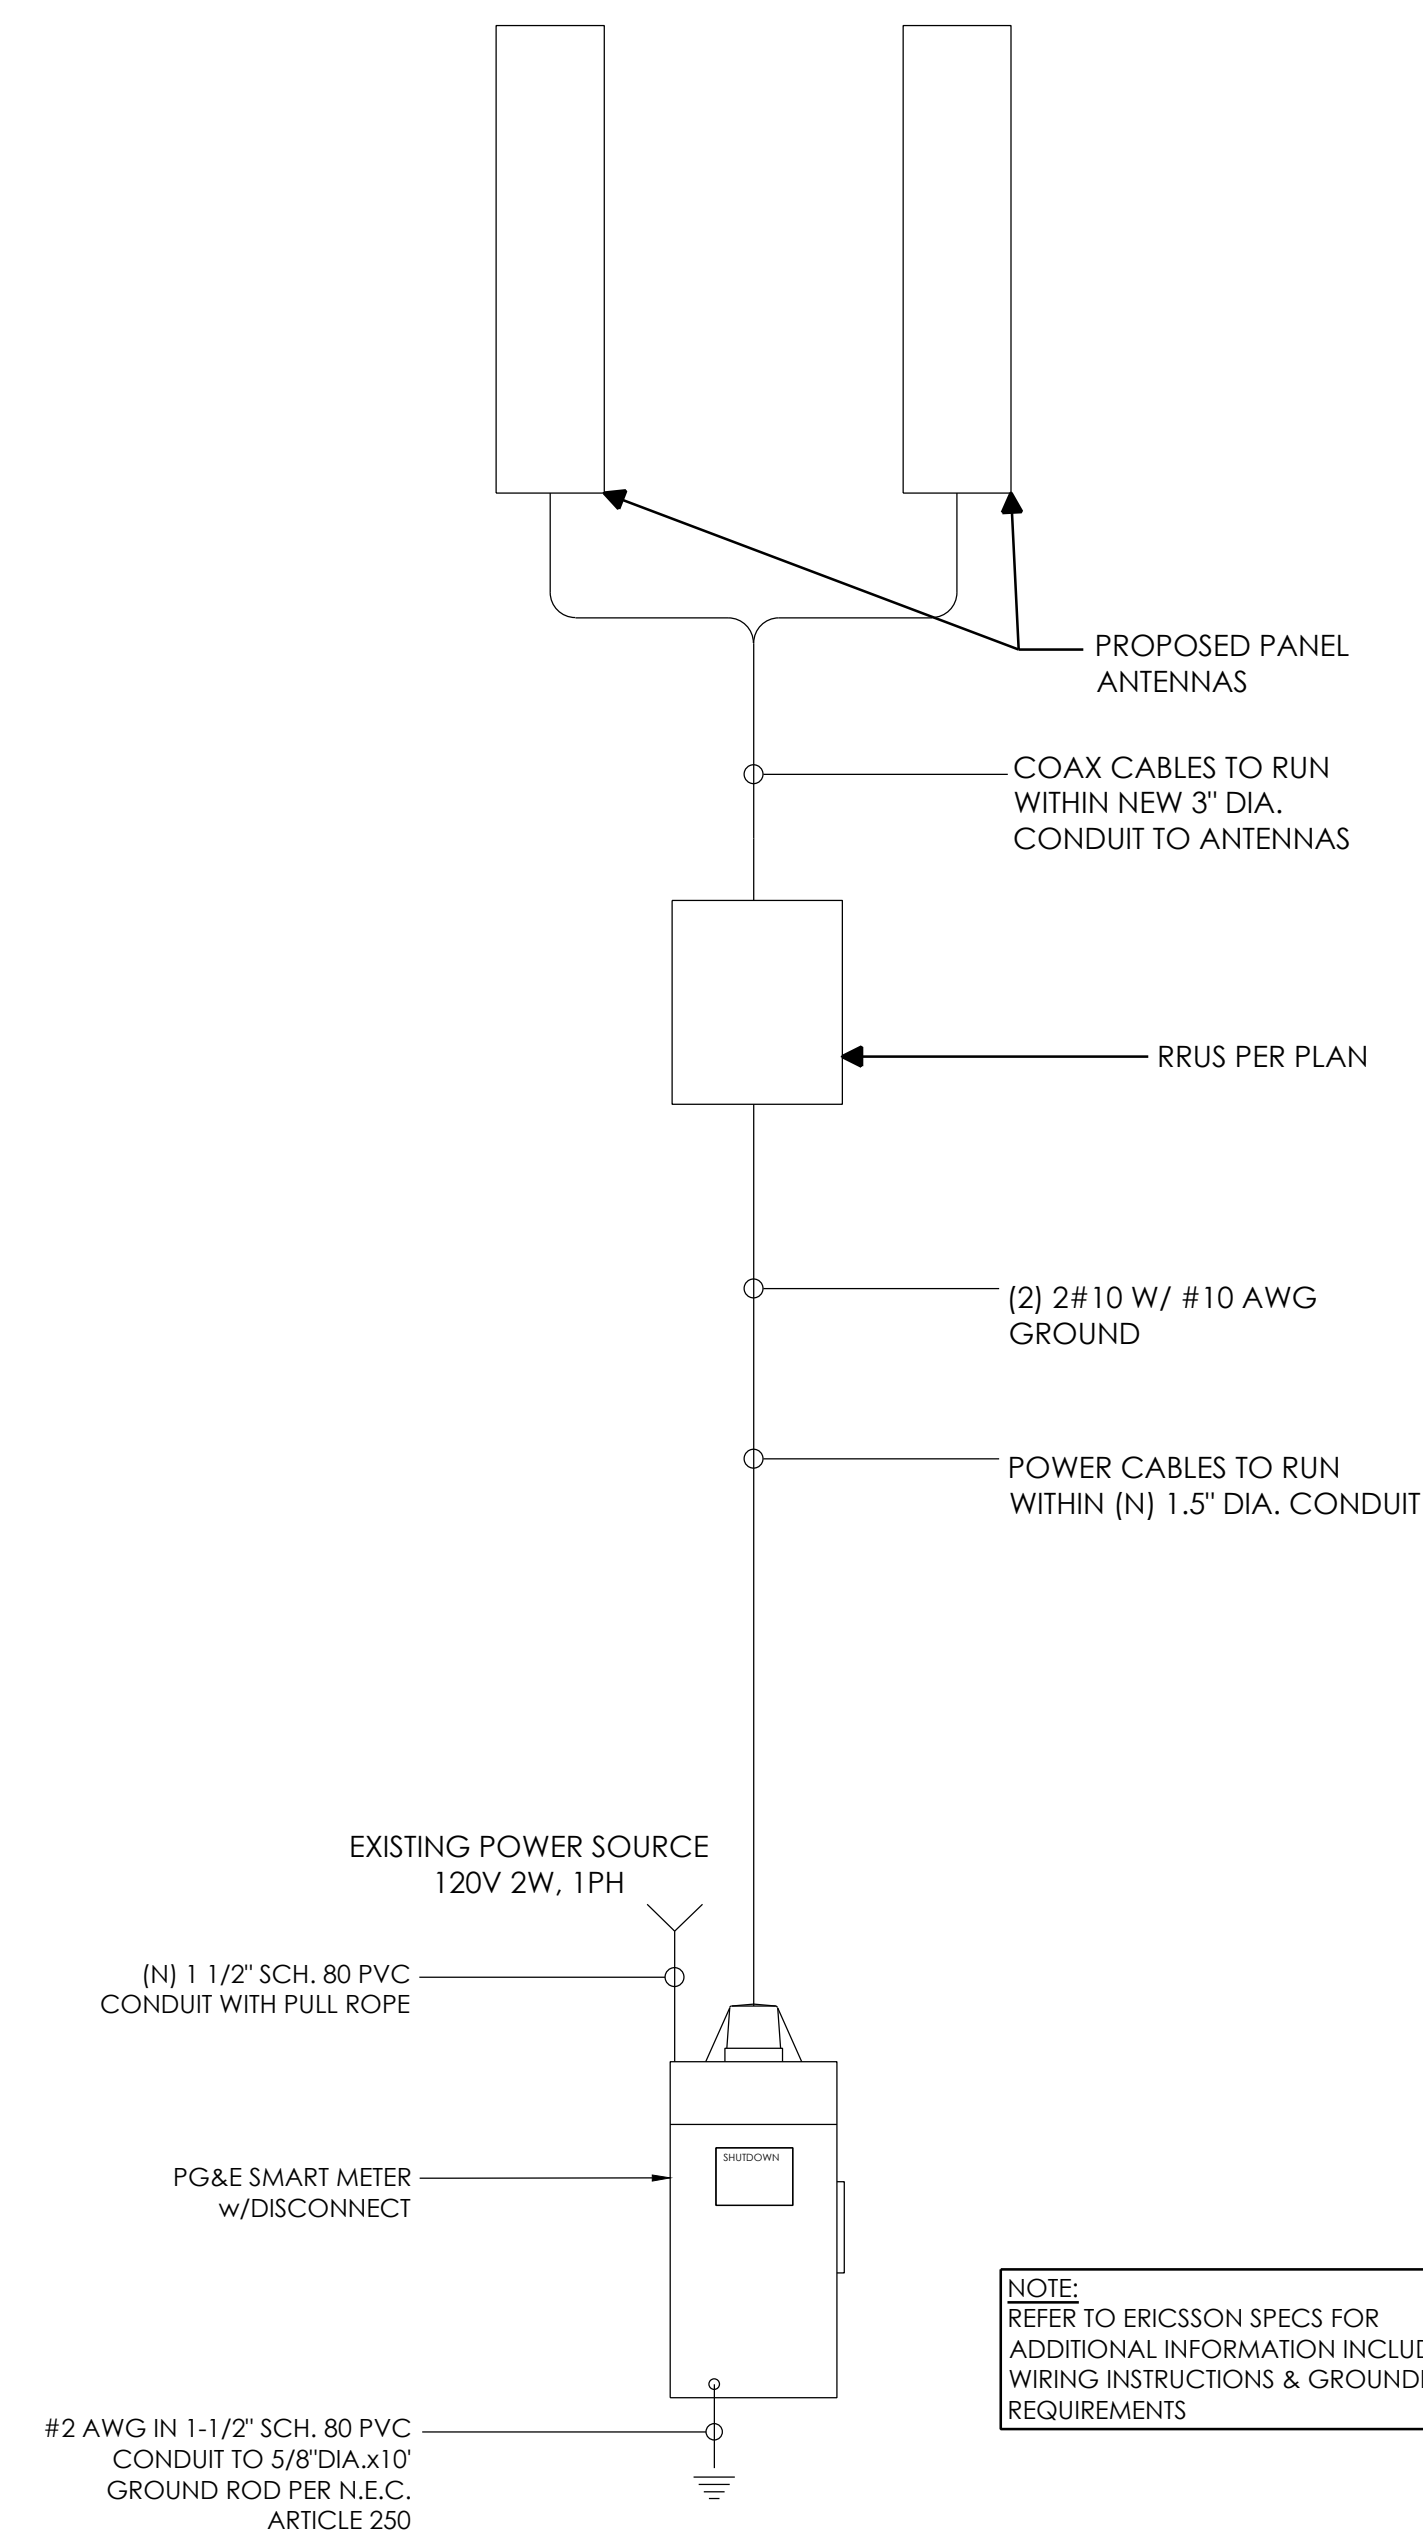 PROPOSED PANEL
ANTENNAS
COAX CABLES TO RUN
WITHIN NEW 3" DIA.
CONDUIT TO ANTENNAS
RRUS PER PLAN
(2) 2#10 W/ #10 AWG
GROUND
POWER CABLES TO RUN
WITHIN (N) 1.5" DIA. CONDUIT
EXISTING POWER SOURCE
120V 2W, 1PH
(N) 1 1/2" SCH. 80 PVC
CONDUIT WITH PULL ROPE
SHUTDOWN
PG&E SMART METER
w/DISCONNECT
NOTE:
REFER TO ERICSSON SPECS FOR
ADDITIONAL INFORMATION
WIRING INSTRUCTIONS &
REQUIREMENTS
#2 AWG IN 1-1/2" SCH. 80 PVC
CONDUIT TO 5/8"DIA.x10'
GROUND ROD PER N.E.C.
ARTICLE 250